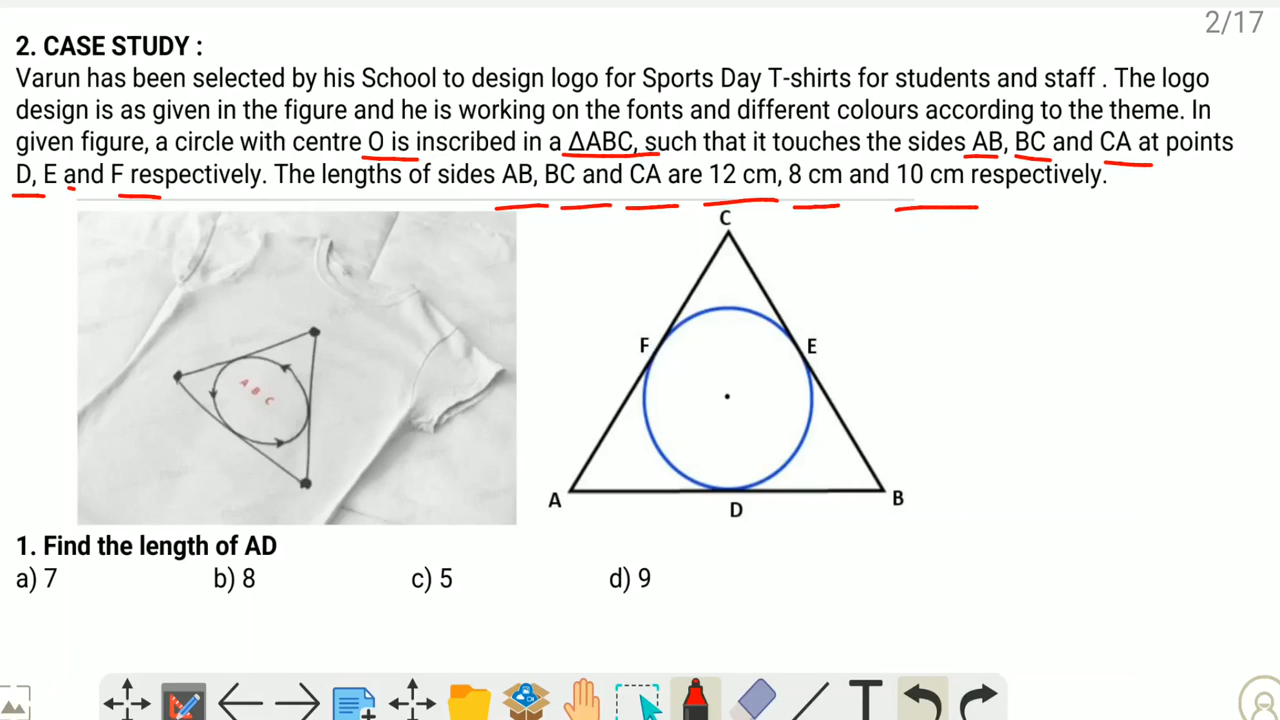 2/17
2. CASE STUDY :
Varun has been selected by his School to design logo for Sports Day T-shirts for students and staff . The logo
design is as given in the figure and he is working on the fonts and different colours according to the theme. In
given figure, a circle with centre O is inscribed in a ΔABC, such that it touches the sides AB, BC and CA at points
D, E and F respectively. The lengths of sides AB, BC and CA are 12 cm, 8 cm and 10 cm respectively.
A B C
C
F
E
A
D
B
1. Find the length of AD
a) 7 b) 8 c) 5 d) 9
T